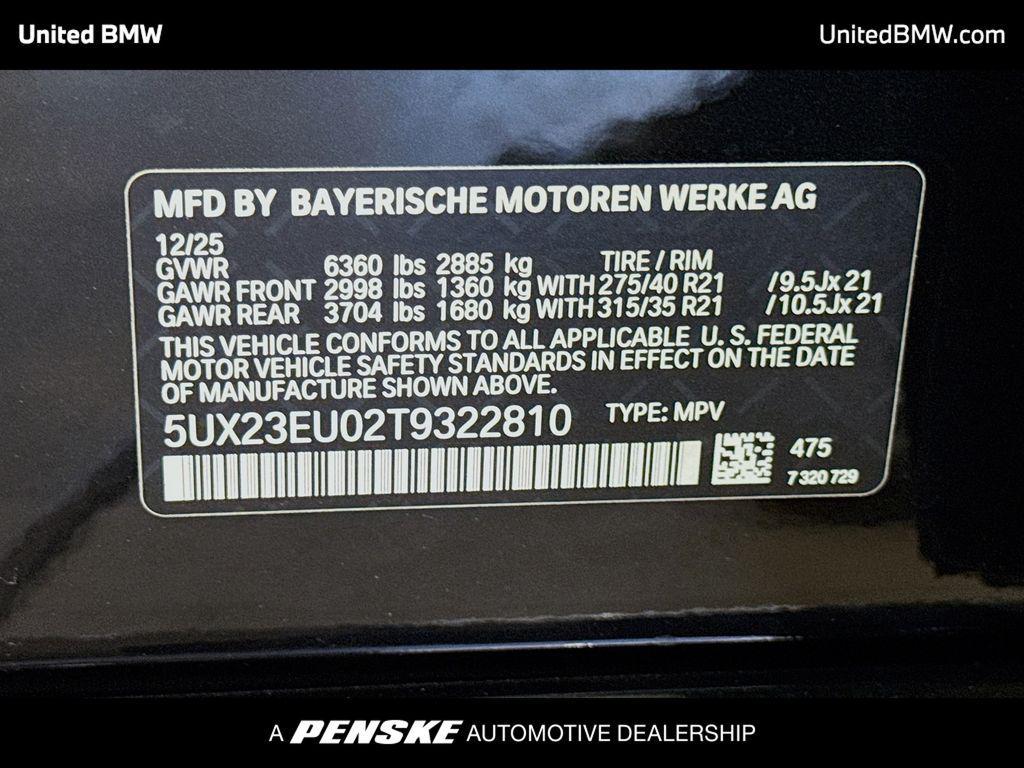 United BMW
UnitedBMW.com
MFD BY BAYERISCHE MOTOREN WERKE AG
12/25
GVWR 6360 lbs 2885 kg TIRE / RIM
GAWR FRONT 2998 lbs 1360 kg WITH 275/40 R21 /9.5Jx21
GAWR REAR 3704 lbs 1680 kg WITH 315/35 R21 /10.5Jx21
THIS VEHICLE CONFORMS TO ALL APPLICABLE U. S. FEDERAL
MOTOR VEHICLE SAFETY STANDARDS IN EFFECT ON THE DATE
OF MANUFACTURE SHOWN ABOVE.
5UX23EU02T9322810 TYPE: MPV
475
7 320 729
A PENSKE AUTOMOTIVE DEALERSHIP